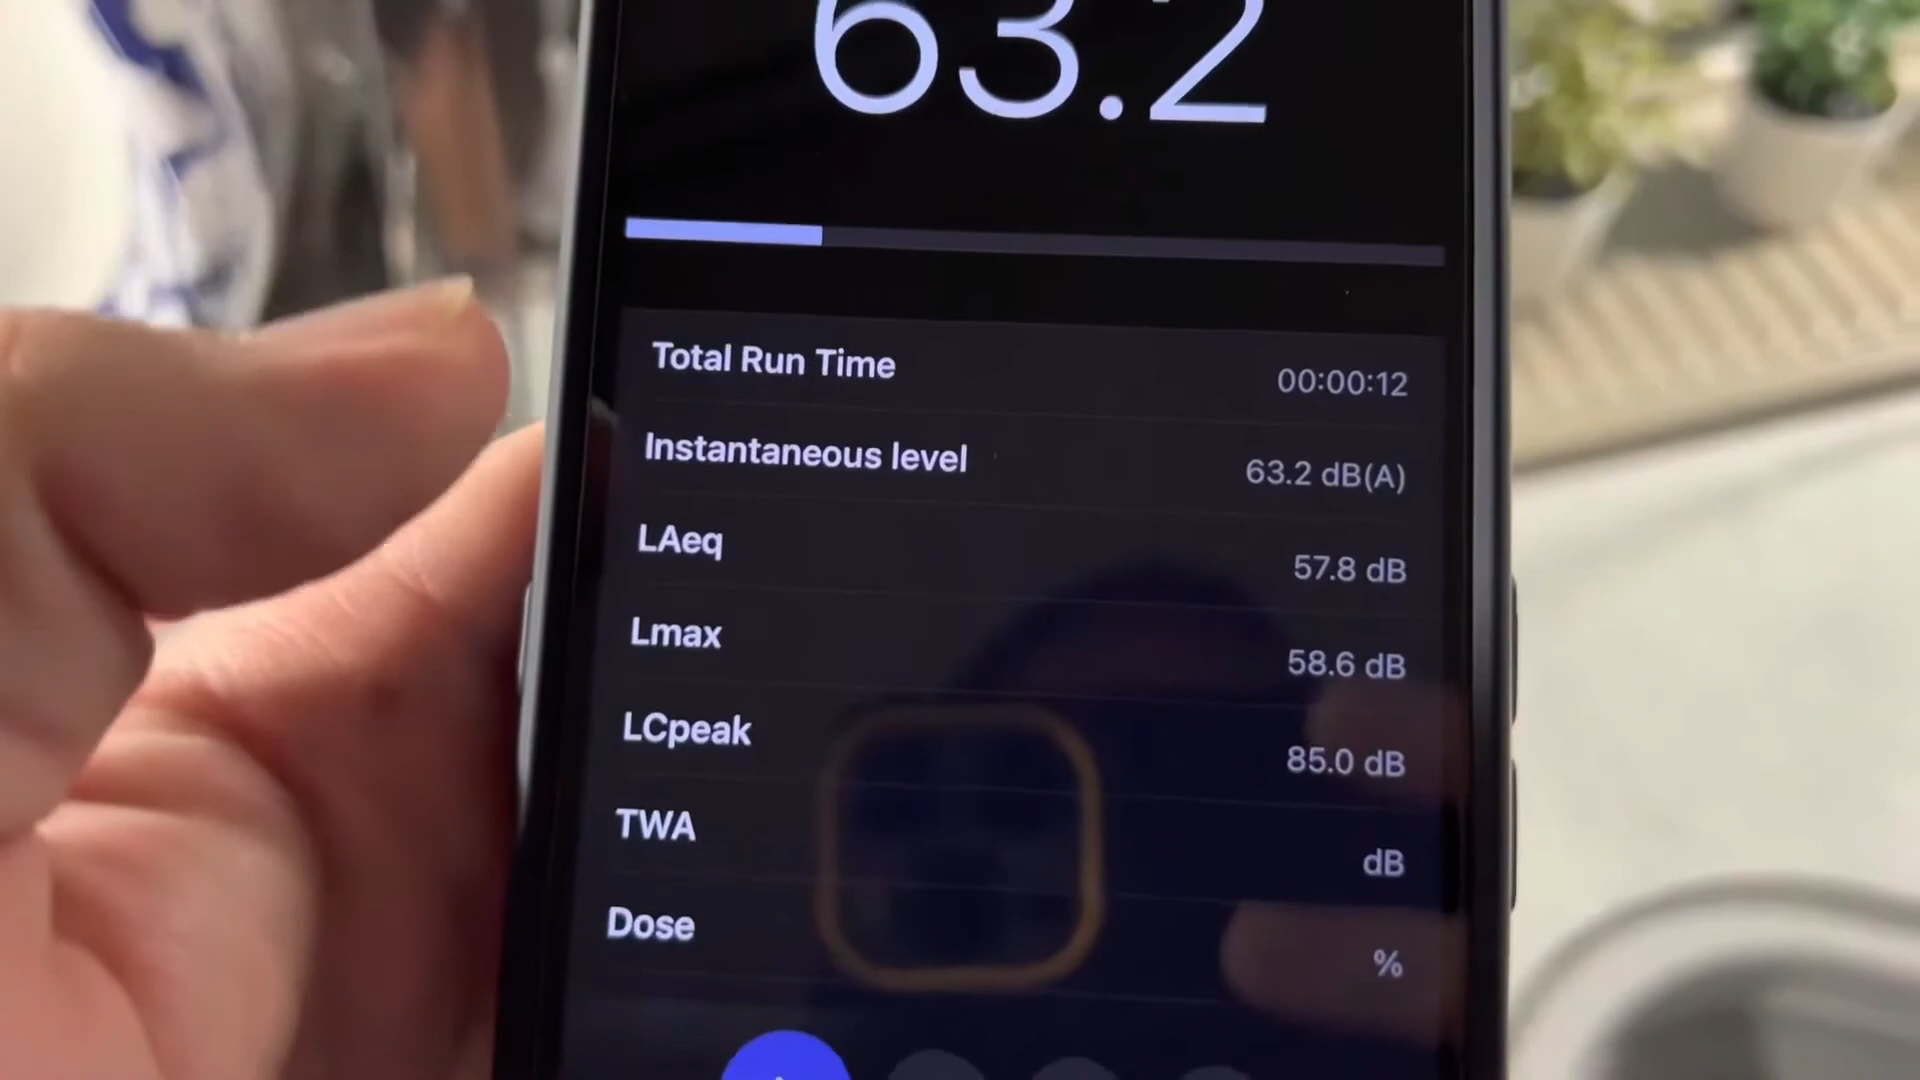 63.2
Total Run Time 00:00:12
Instantaneous level 63.2 dB(A)
LAeq 57.8 dB
Lmax 58.6 dB
LCpeak 85.0 dB
TWA dB
Dose %